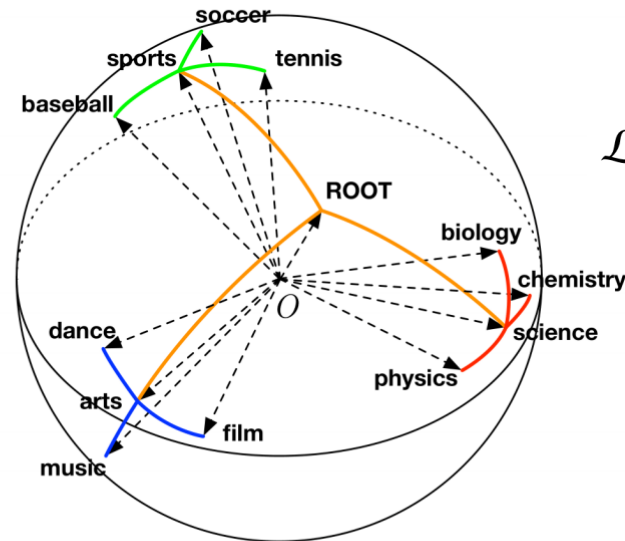 soccer
sports
tennis
baseball
ℒ
ROOT
biology
chemistry
O
science
dance
physics
arts
film
music